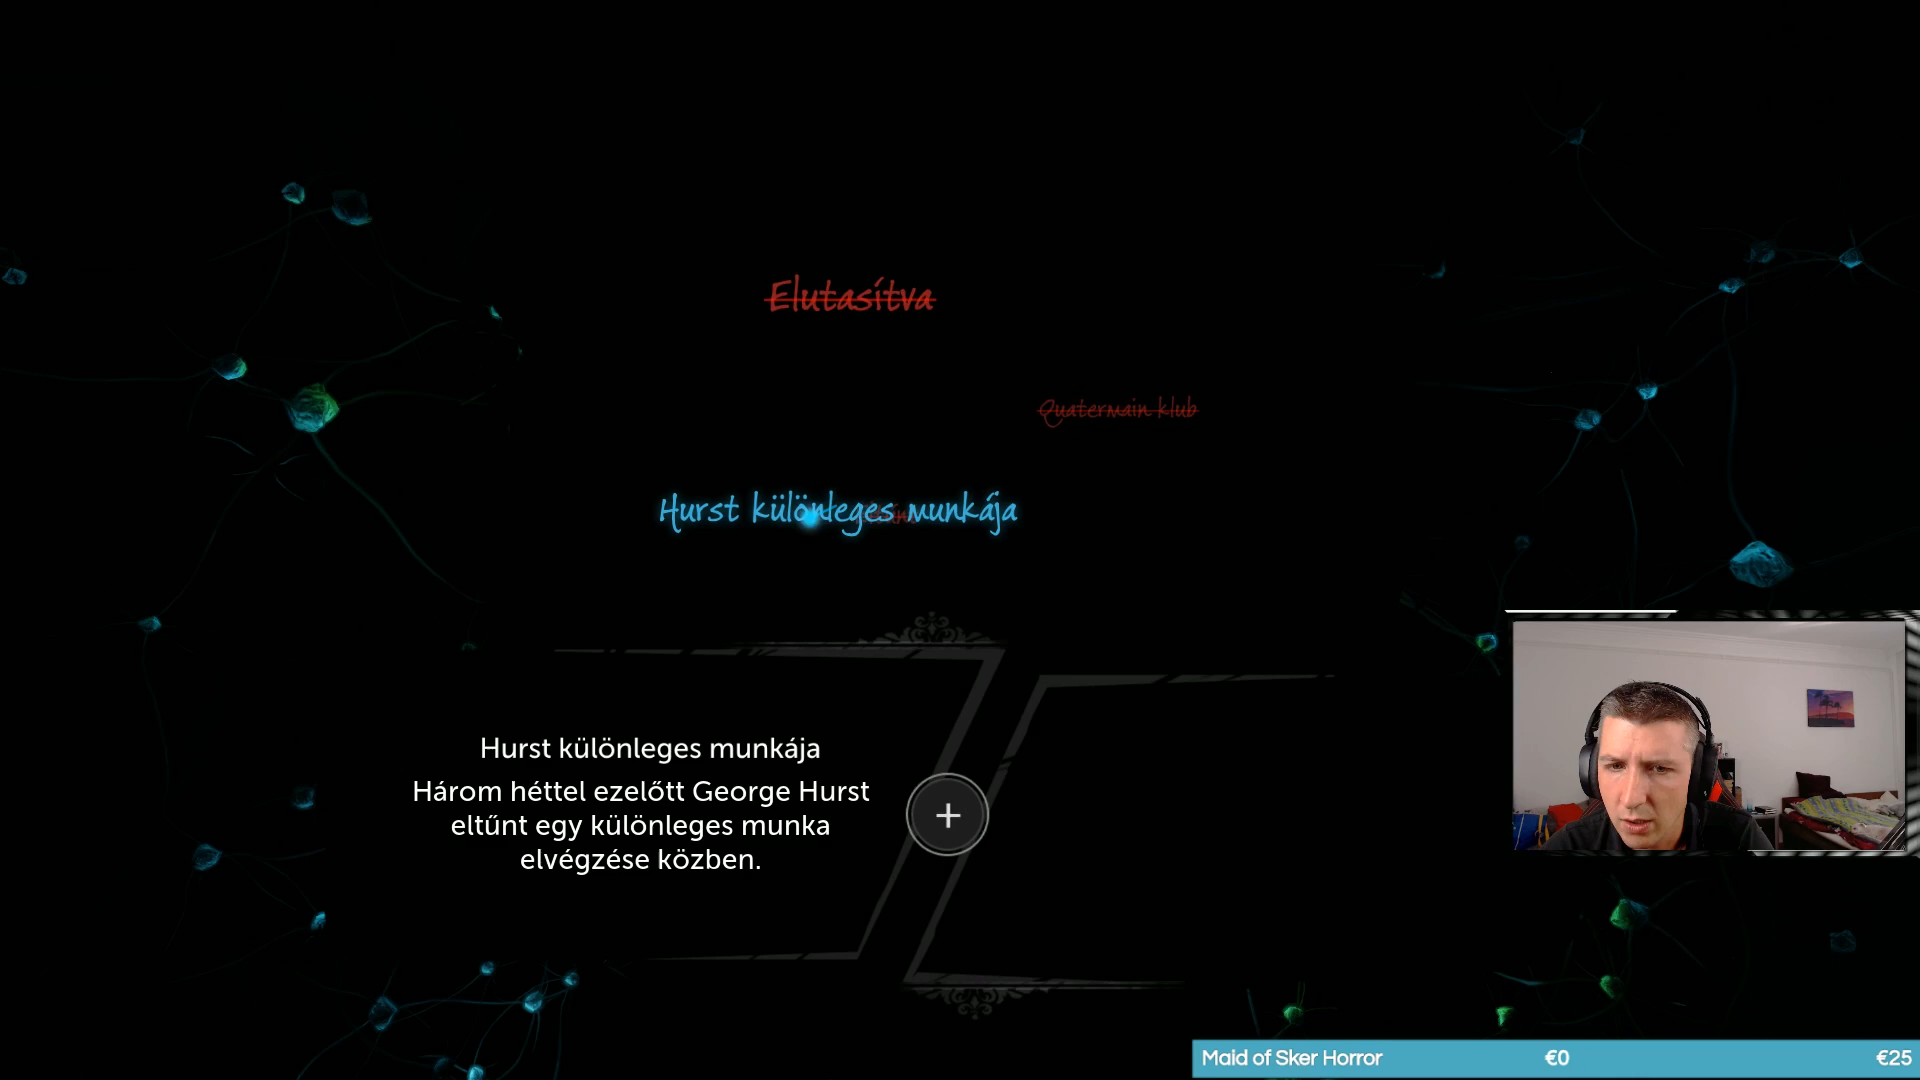 Elutasítva
Quatermain klub
Hurst különleges munkája
Hurst különleges munkája
Három héttel ezelőtt George Hurst
eltűnt egy különleges munka
elvégzése közben.
+
Maid of Sker Horror €0 €25